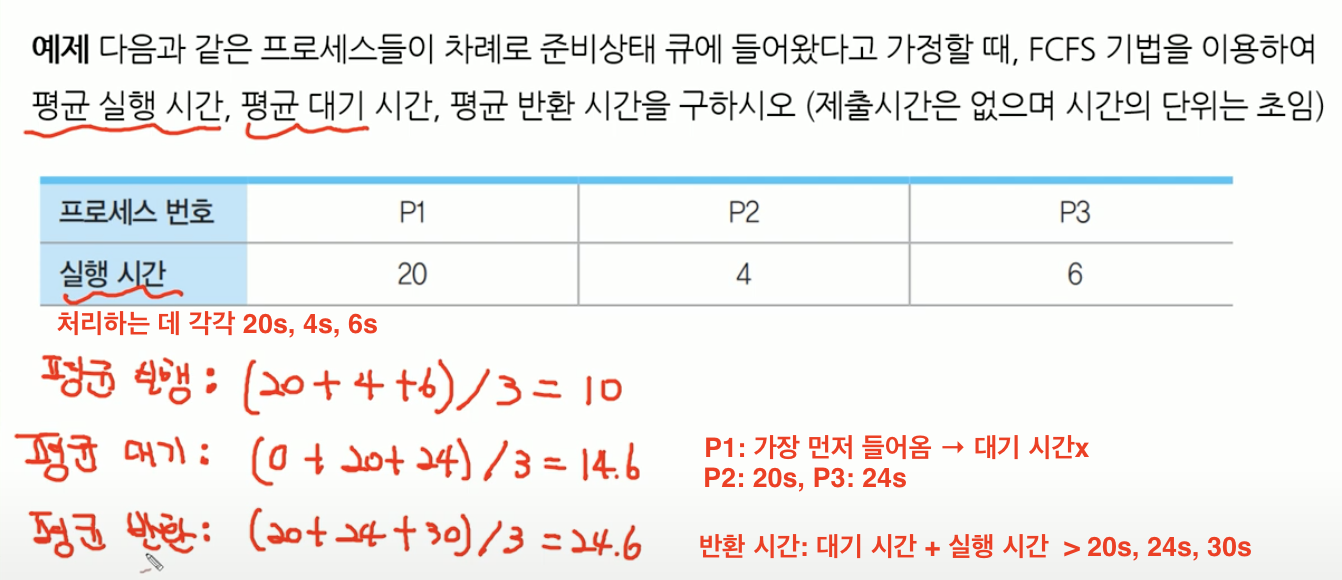 예제 다음과 같은 프로세스들이 차례로 준비상태 큐에 들어왔다고 가정할 때, FCFS 기법을 이용하여
평균 실행 시간, 평균 대기 시간, 평균 반환 시간을 구하시오 (제출시간은 없으며 시간의 단위는 초임)
프로세스 번호 P1 P2 P3
실행 시간 20 4 6
처리하는 데 각각 20s, 4s, 6s
평균 실행 : (20+4+6)/3 = 10
평균 대기 : (0+20+24)/3 = 14.6
P1: 가장 먼저 들어옴 → 대기 시간x
P2: 20s, P3: 24s
평균 반환 : (20+24+30)/3 = 24.6
반환 시간: 대기 시간 + 실행 시간 > 20s, 24s, 30s